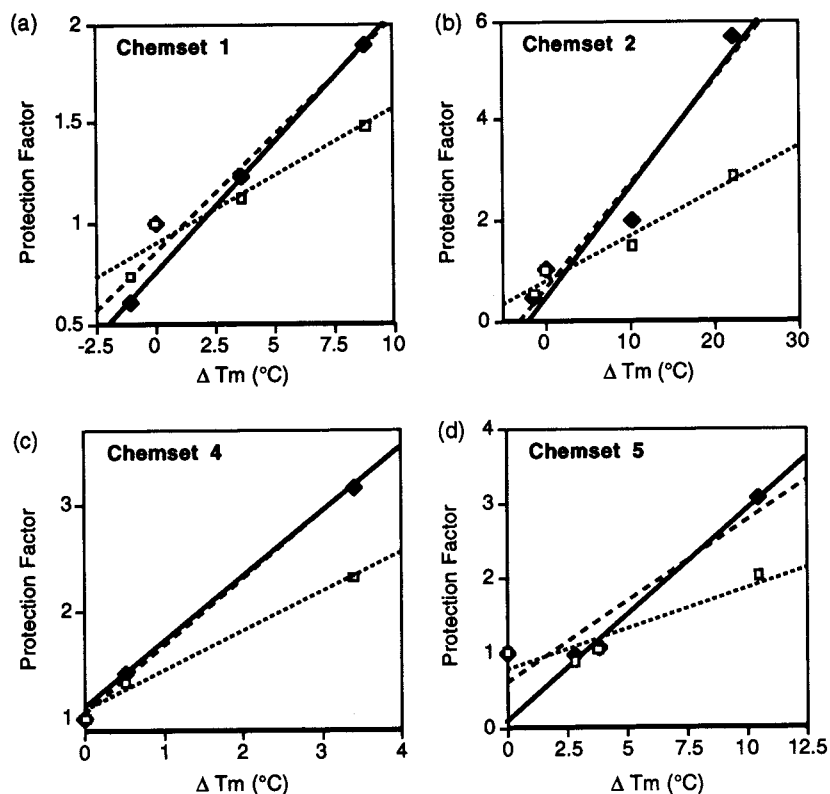 (a)
Chemset 1
Protection Factor
2
1.5
1
0.5
-2.5 0 2.5 5 7.5 10
Δ Tm (°C)
(b)
Chemset 2
Protection Factor
6
4
2
0
0 10 20 30
Δ Tm (°C)
(c)
Chemset 4
Protection Factor
3
2
1
0 1 2 3 4
Δ Tm (°C)
(d)
Chemset 5
Protection Factor
4
3
2
1
0
0 2.5 5 7.5 10 12.5
Δ Tm (°C)